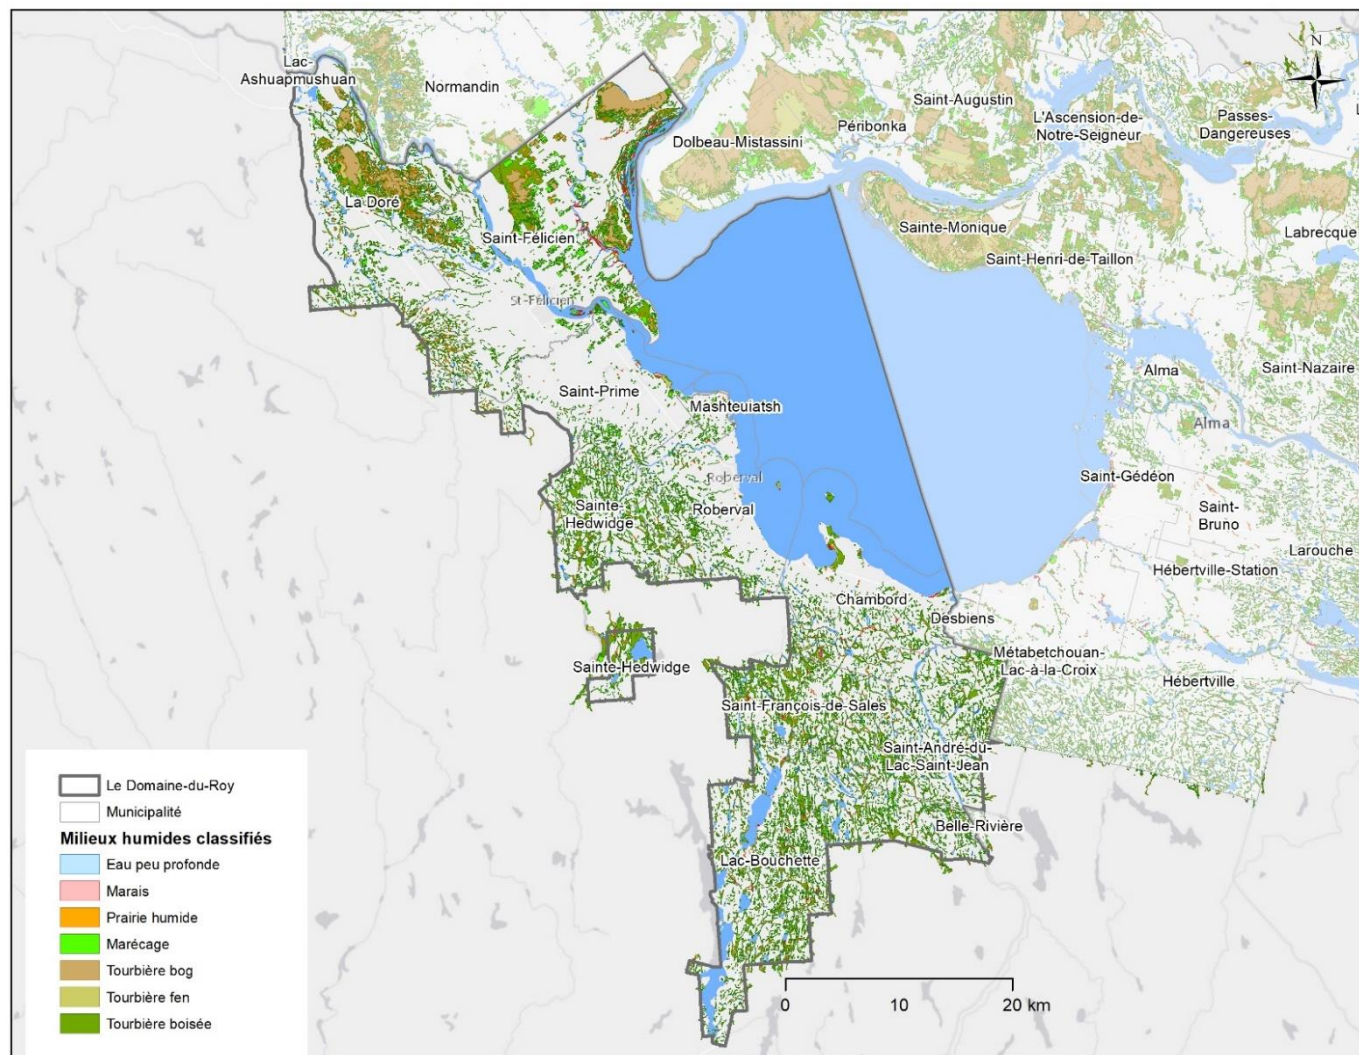 N
Lac-
Ashuapmushuan
Normandin
Saint-Augustin
L'Ascension-de-
Notre-Seigneur
Passes-
Dangereuses
Péribonka
Dolbeau-Mistassini
La Doré
Sainte-Monique
Labrecque
Saint-Félicien
Saint-Henri-de-Taillon
St-Félicien
Saint-Prime
Alma
Saint-Nazaire
Mashteuiatsh
Alma
Roberval
Saint-Gédéon
Sainte-
Hedwidge
Roberval
Saint-
Bruno
Larouche
Hébertville-Station
Chambord
Desbiens
Sainte-Hedwidge
Métabetchouan-
Lac-à-la-Croix
Hébertville
Saint-François-de-Sales
Saint-André-du-
Lac-Saint-Jean
Belle-Rivière
Lac-Bouchette
Le Domaine-du-Roy
Municipalité
Milieux humides classifiés
Eau peu profonde
Marais
Prairie humide
Marécage
Tourbière bog
Tourbière fen
Tourbière boisée
0 10 20 km